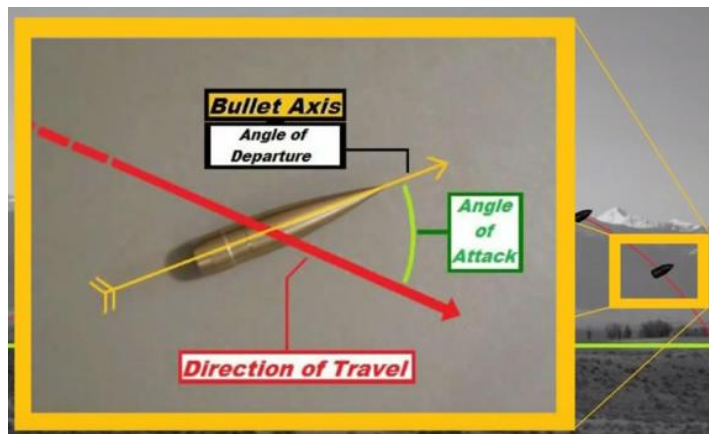 Bullet Axis
Angle of
Departure
Angle
of
Attack
Direction of Travel